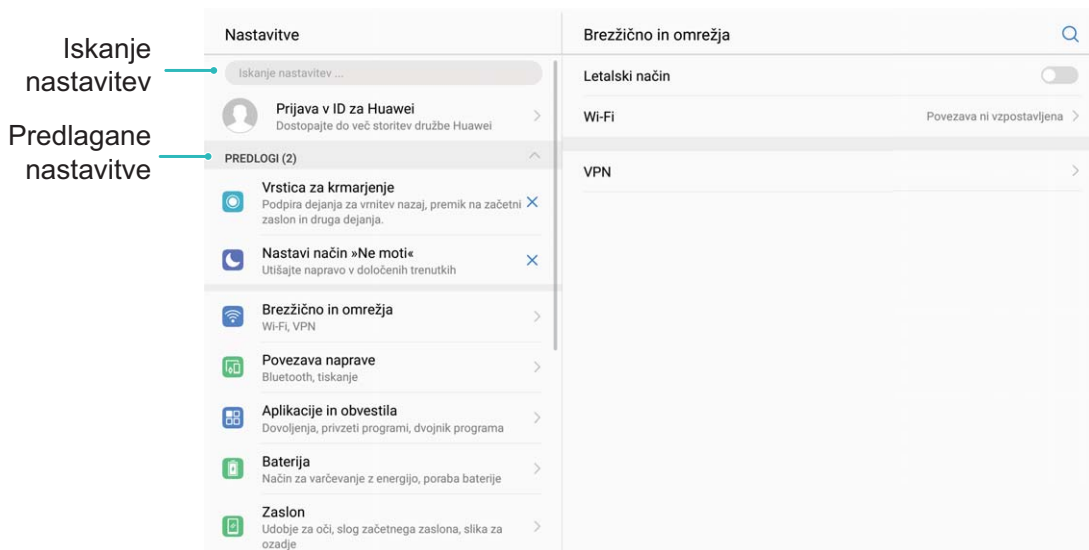 Iskanje
nastavitev
Predlagane
nastavitve
Nastavitve
Iskanje nastavitev ...
Prijava v ID za Huawei
Dostopajte do več storitev družbe Huawei
PREDLOGI (2)
Vrstica za krmarjenje
Podpira dejanja za vrnitev nazaj, premik na začetni
zaslon in druga dejanja.
Nastavi način »Ne moti«
Utišajte napravo v določenih trenutkih
Brezžično in omrežja
Wi-Fi, VPN
Povezava naprave
Bluetooth, tiskanje
Aplikacije in obvestila
Dovoljenja, privzeti programi, dvojnik programa
Baterija
Način za varčevanje z energijo, poraba baterije
Zaslon
Udobje za oči, slog začetnega zaslona, slika za
ozadje
Brezžično in omrežja
Letalski način
Wi-Fi Povezava ni vzpostavljena
VPN